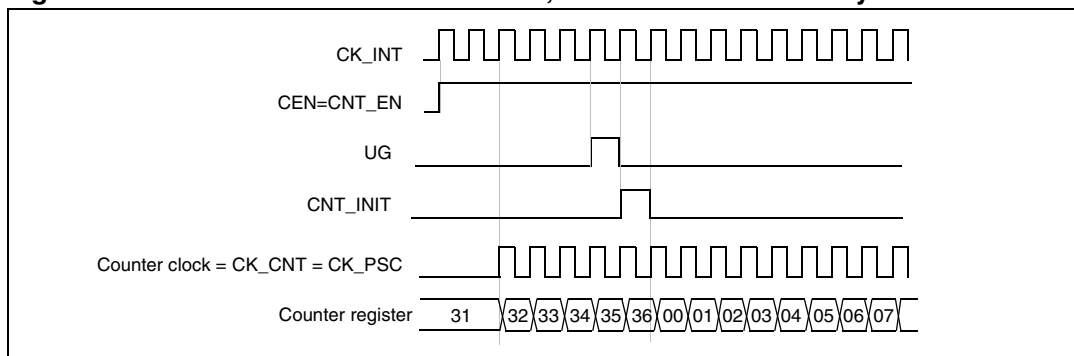 CK_INT
CEN=CNT_EN
UG
CNT_INIT
Counter clock = CK_CNT = CK_PSC
Counter register 31 32 33 34 35 36 00 01 02 03 04 05 06 07